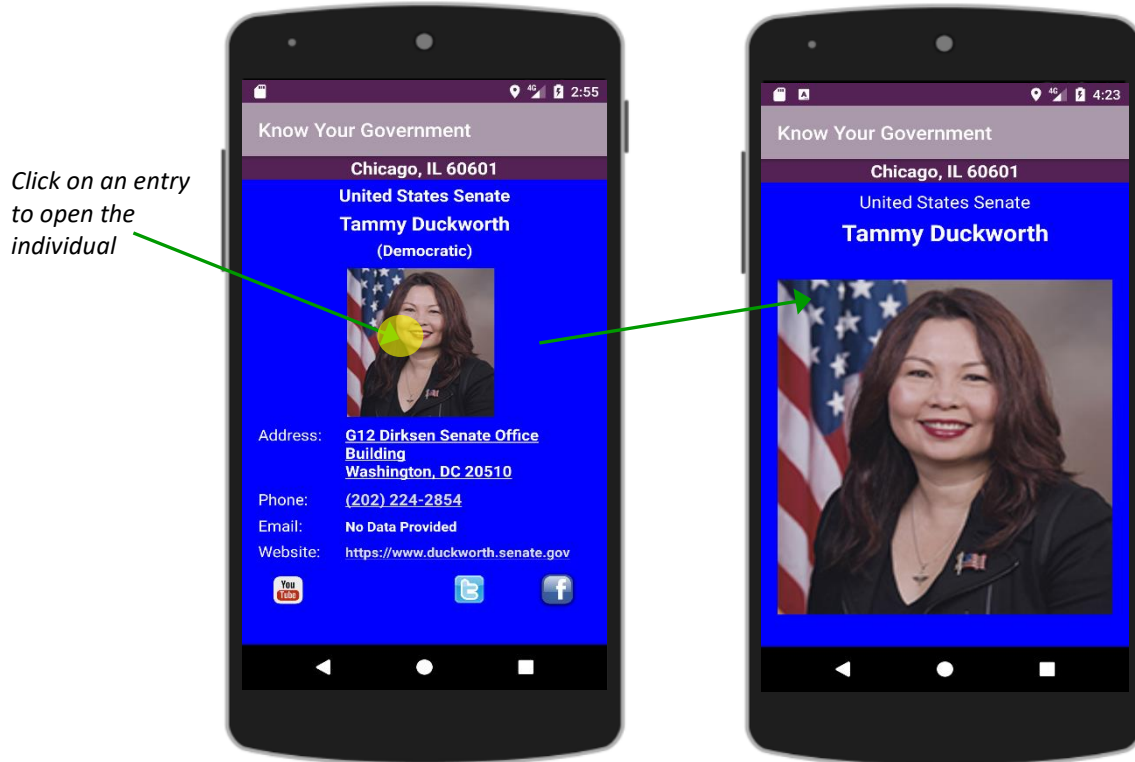 Click on an entry
to open the
individual
4G 2:55
Know Your Government
Chicago, IL 60601
United States Senate
Tammy Duckworth
(Democratic)
Address: G12 Dirksen Senate Office
Building
Washington, DC 20510
Phone: (202) 224-2854
Email: No Data Provided
Website: https://www.duckworth.senate.gov
You
Tube
f
A 4G 4:23
Know Your Government
Chicago, IL 60601
United States Senate
Tammy Duckworth